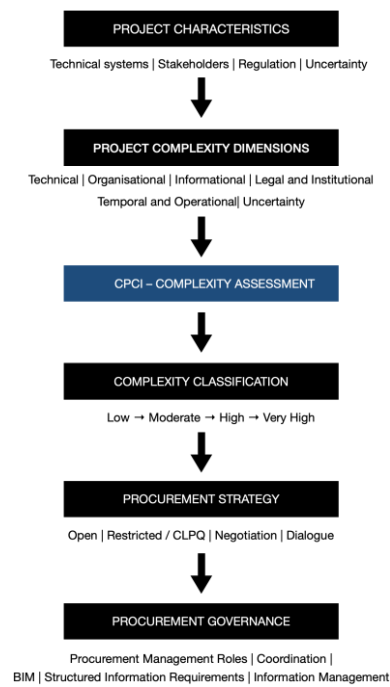 PROJECT CHARACTERISTICS
Technical systems | Stakeholders | Regulation | Uncertainty
PROJECT COMPLEXITY DIMENSIONS
Technical | Organisational | Informational | Legal and Institutional
Temporal and Operational| Uncertainty
CPCI – COMPLEXITY ASSESSMENT
COMPLEXITY CLASSIFICATION
Low → Moderate → High → Very High
PROCUREMENT STRATEGY
Open | Restricted / CLPQ | Negotiation | Dialogue
PROCUREMENT GOVERNANCE
Procurement Management Roles | Coordination |
BIM | Structured Information Requirements | Information Management